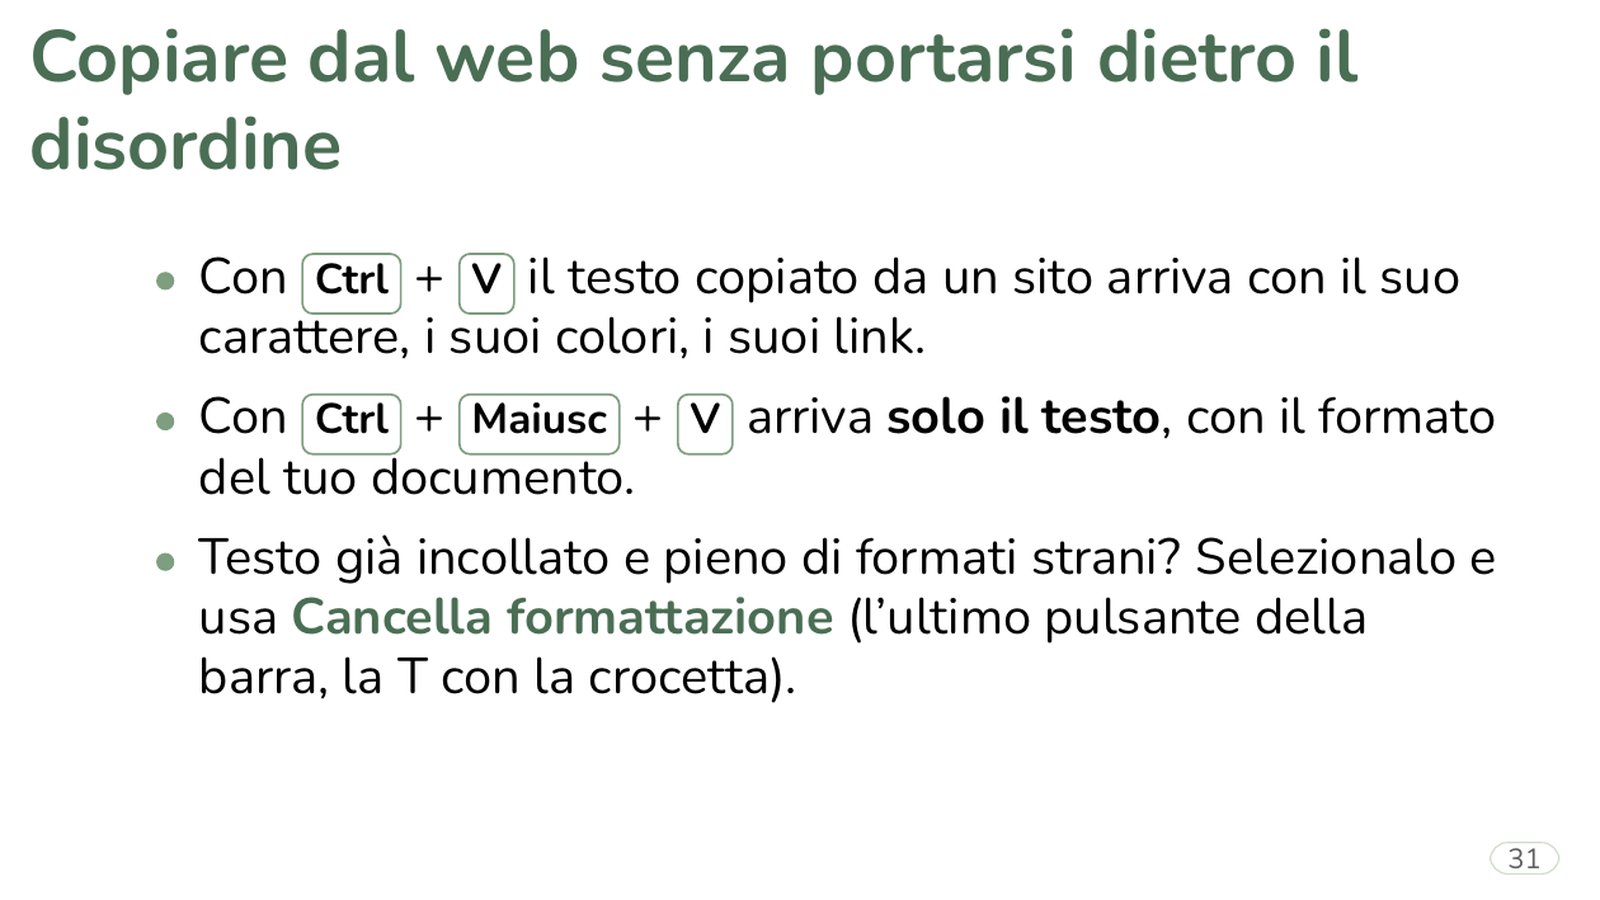 Copiare dal web senza portarsi dietro il
disordine
• Con Ctrl + V il testo copiato da un sito arriva con il suo
carattere, i suoi colori, i suoi link.
• Con Ctrl + Maiusc + V arriva solo il testo, con il formato
del tuo documento.
• Testo già incollato e pieno di formati strani? Selezionalo e
usa Cancella formattazione (l’ultimo pulsante della
barra, la T con la crocetta).
31